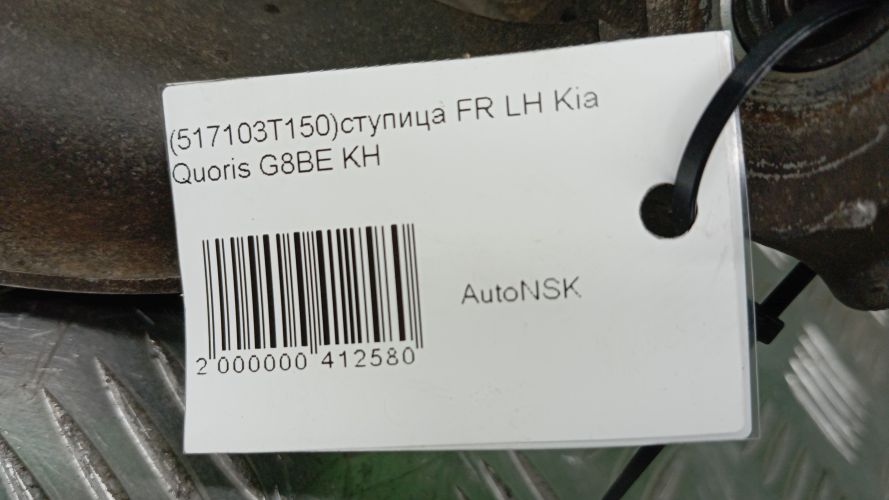 (517103T150)ступица FR LH Kia
Quoris G8BE KH
AutoNSK
2 000000 412580